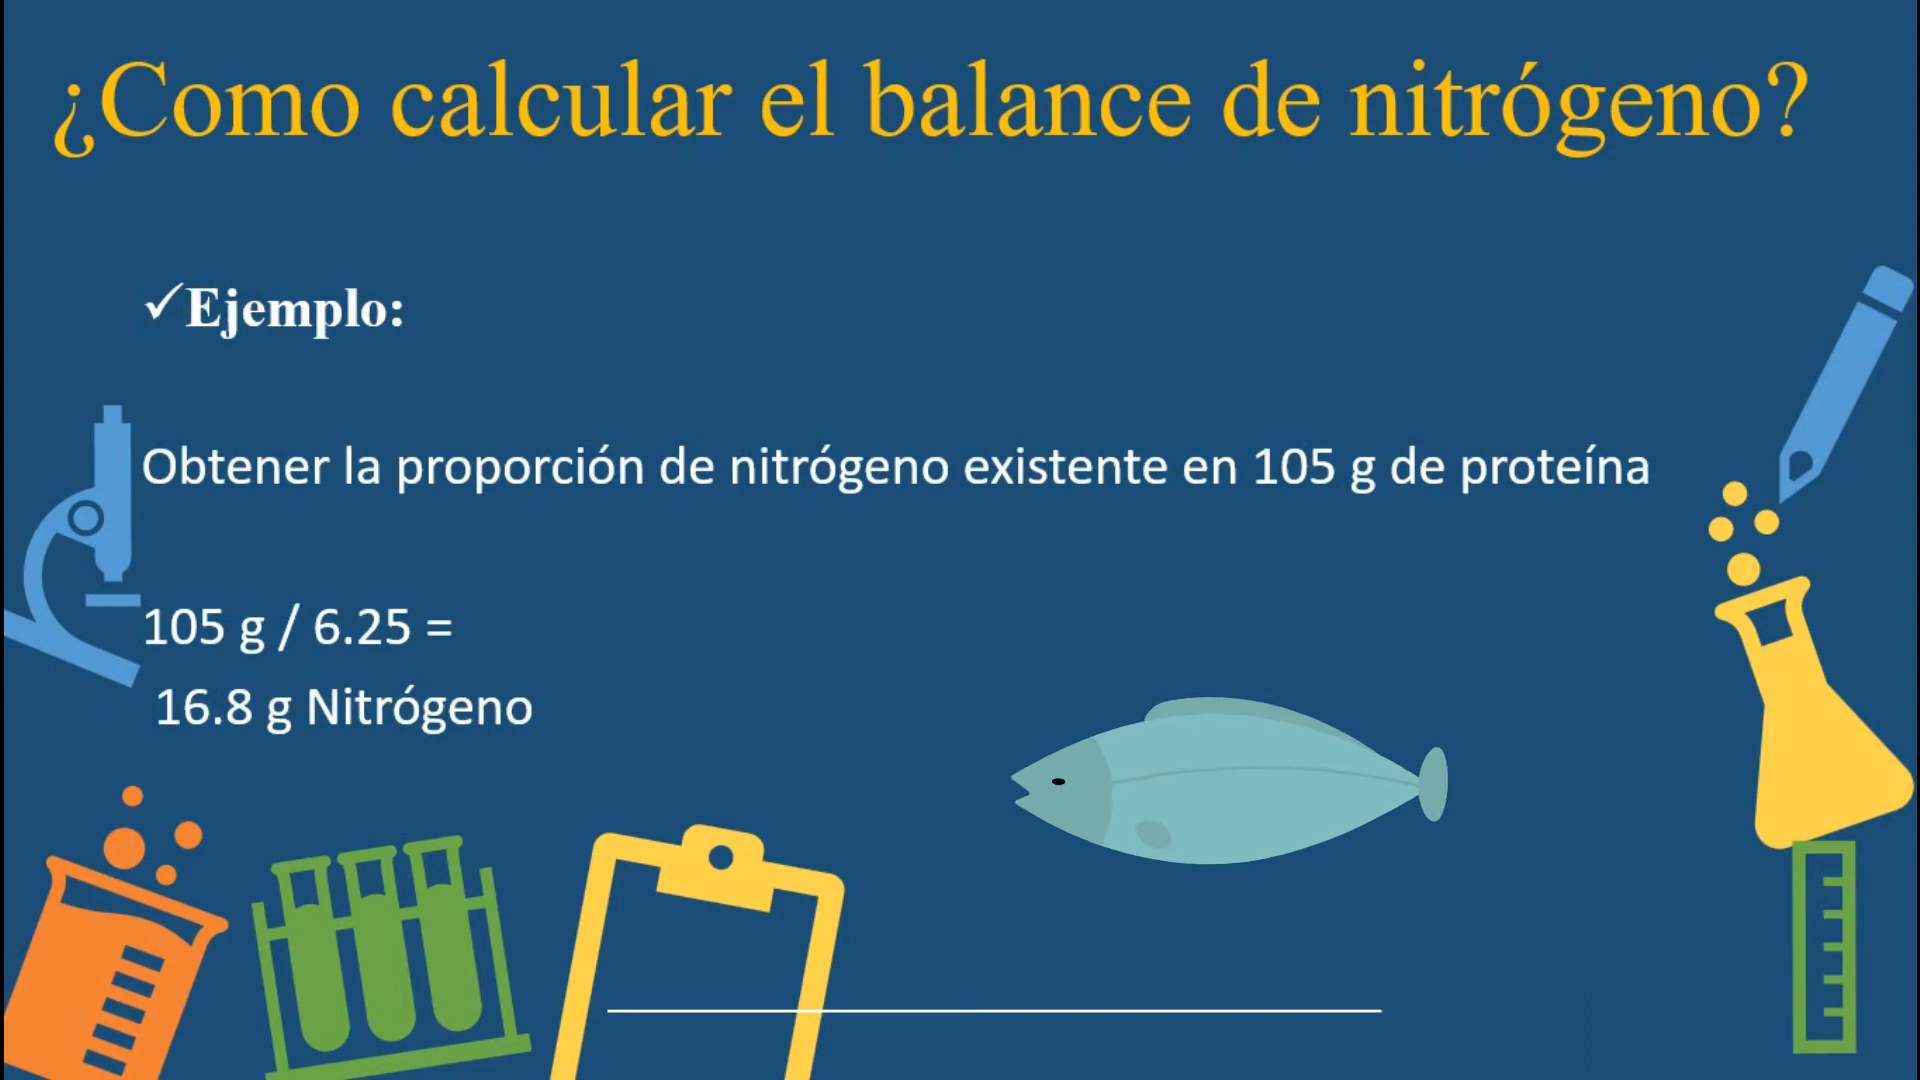 ¿Como calcular el balance de nitrógeno?
✓Ejemplo:
Obtener la proporción de nitrógeno existente en 105 g de proteína
105 g / 6.25 =
16.8 g Nitrógeno